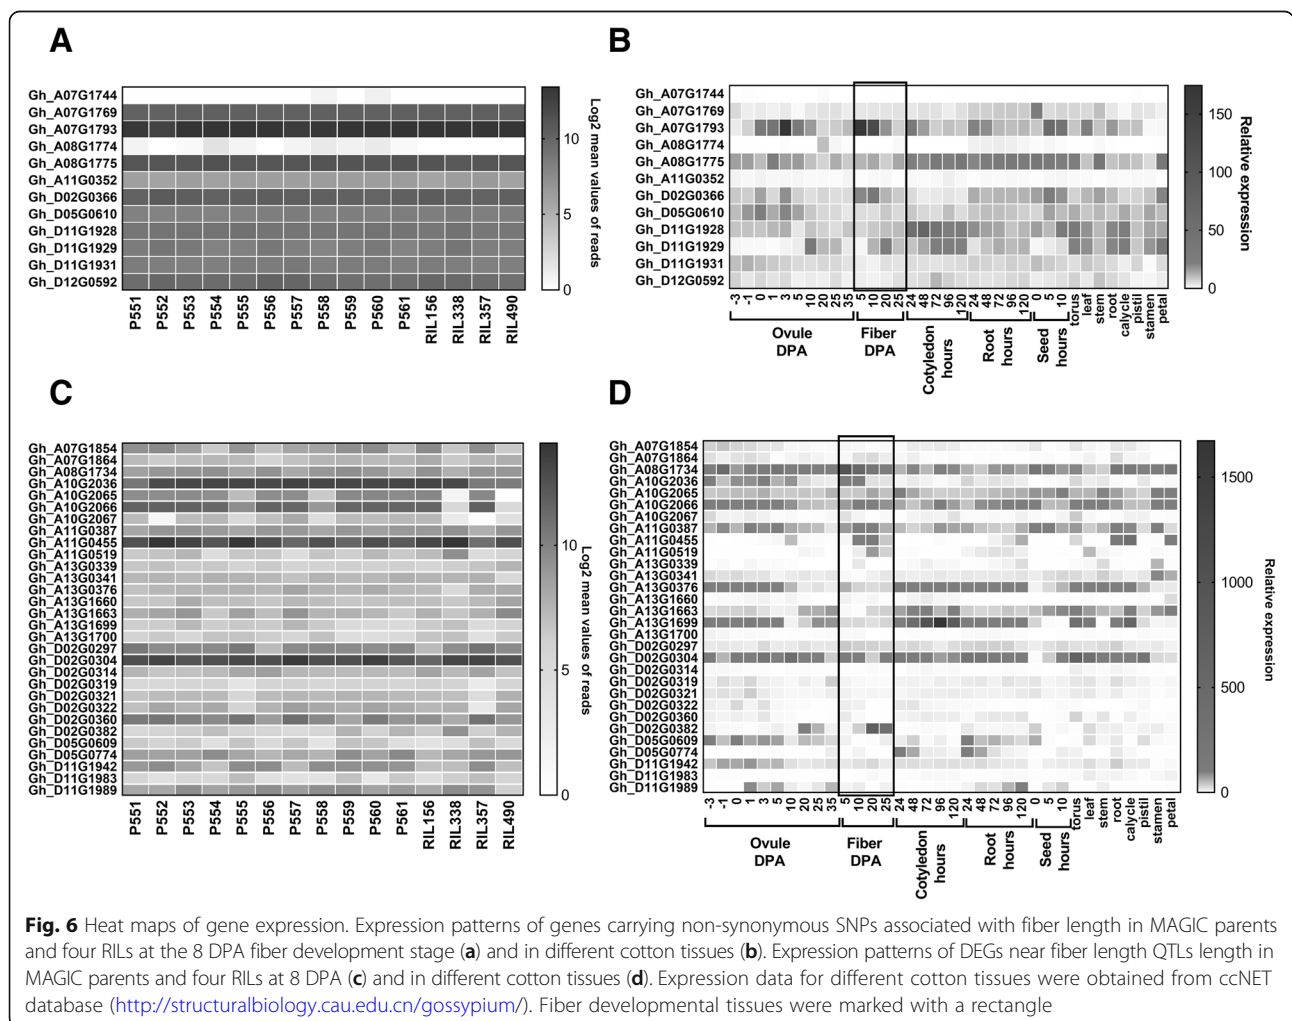 A
B
Gh_A07G1744
Gh_A07G1769
Gh_A07G1793
Gh_A08G1774
Gh_A08G1775
Gh_A11G0352
Gh_D02G0366
Gh_D05G0610
Gh_D11G1928
Gh_D11G1929
Gh_D11G1931
Gh_D12G0592
P551 P552 P553 P554 P555 P556 P557 P558 P559 P560 P561 RIL156 RIL338 RIL357 RIL490
10
5
0
Log2 mean values of reads
Gh_A07G1744
Gh_A07G1769
Gh_A07G1793
Gh_A08G1774
Gh_A08G1775
Gh_A11G0352
Gh_D02G0366
Gh_D05G0610
Gh_D11G1928
Gh_D11G1929
Gh_D11G1931
Gh_D12G0592
-3 -1 0 1 3 5 10 20 25 35 5 10 20 25 24 48 72 96 120 24 48 72 96 120 0 5 10 torus leaf stem root calycle pistil stamen petal
Ovule DPA
Fiber DPA
Cotyledon hours
Root hours
Seed hours
150
100
50
0
Relative expression
C
D
Gh_A07G1854
Gh_A07G1864
Gh_A08G1734
Gh_A10G2036
Gh_A10G2065
Gh_A10G2066
Gh_A10G2067
Gh_A11G0387
Gh_A11G0455
Gh_A11G0519
Gh_A13G0339
Gh_A13G0341
Gh_A13G0376
Gh_A13G1660
Gh_A13G1663
Gh_A13G1699
Gh_A13G1700
Gh_D02G0297
Gh_D02G0304
Gh_D02G0314
Gh_D02G0319
Gh_D02G0321
Gh_D02G0322
Gh_D02G0360
Gh_D02G0382
Gh_D05G0609
Gh_D05G0774
Gh_D11G1942
Gh_D11G1983
Gh_D11G1989
P551 P552 P553 P554 P555 P556 P557 P558 P559 P560 P561 RIL156 RIL338 RIL357 RIL490
10
5
0
Log2 mean values of reads
Gh_A07G1854
Gh_A07G1864
Gh_A08G1734
Gh_A10G2036
Gh_A10G2065
Gh_A10G2066
Gh_A10G2067
Gh_A11G0387
Gh_A11G0455
Gh_A11G0519
Gh_A13G0339
Gh_A13G0341
Gh_A13G0376
Gh_A13G1660
Gh_A13G1663
Gh_A13G1699
Gh_A13G1700
Gh_D02G0297
Gh_D02G0304
Gh_D02G0314
Gh_D02G0319
Gh_D02G0321
Gh_D02G0322
Gh_D02G0360
Gh_D02G0382
Gh_D05G0609
Gh_D05G0774
Gh_D11G1942
Gh_D11G1983
Gh_D11G1989
-3 -1 0 1 3 5 10 20 25 35 5 10 20 25 24 48 72 96 120 24 48 72 96 120 0 5 10 torus leaf stem root calycle pistil stamen petal
Ovule DPA
Fiber DPA
Cotyledon hours
Root hours
Seed hours
1500
1000
500
0
Relative expression
Fig. 6 Heat maps of gene expression. Expression patterns of genes carrying non-synonymous SNPs associated with fiber length in MAGIC parents
and four RILs at the 8 DPA fiber development stage (a) and in different cotton tissues (b). Expression patterns of DEGs near fiber length QTLs length in
MAGIC parents and four RILs at 8 DPA (c) and in different cotton tissues (d). Expression data for different cotton tissues were obtained from ccNET
database (http://structuralbiology.cau.edu.cn/gossypium/). Fiber developmental tissues were marked with a rectangle